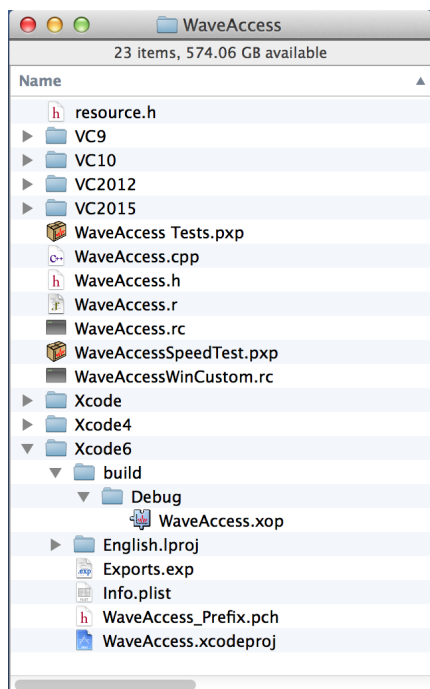 WaveAccess
23 items, 574.06 GB available
Name
resource.h
VC9
VC10
VC2012
VC2015
WaveAccess Tests.pxp
WaveAccess.cpp
WaveAccess.h
WaveAccess.r
WaveAccess.rc
WaveAccessSpeedTest.pxp
WaveAccessWinCustom.rc
Xcode
Xcode4
Xcode6
build
Debug
WaveAccess.xop
English.lproj
Exports.exp
Info.plist
WaveAccess_Prefix.pch
WaveAccess.xcodeproj